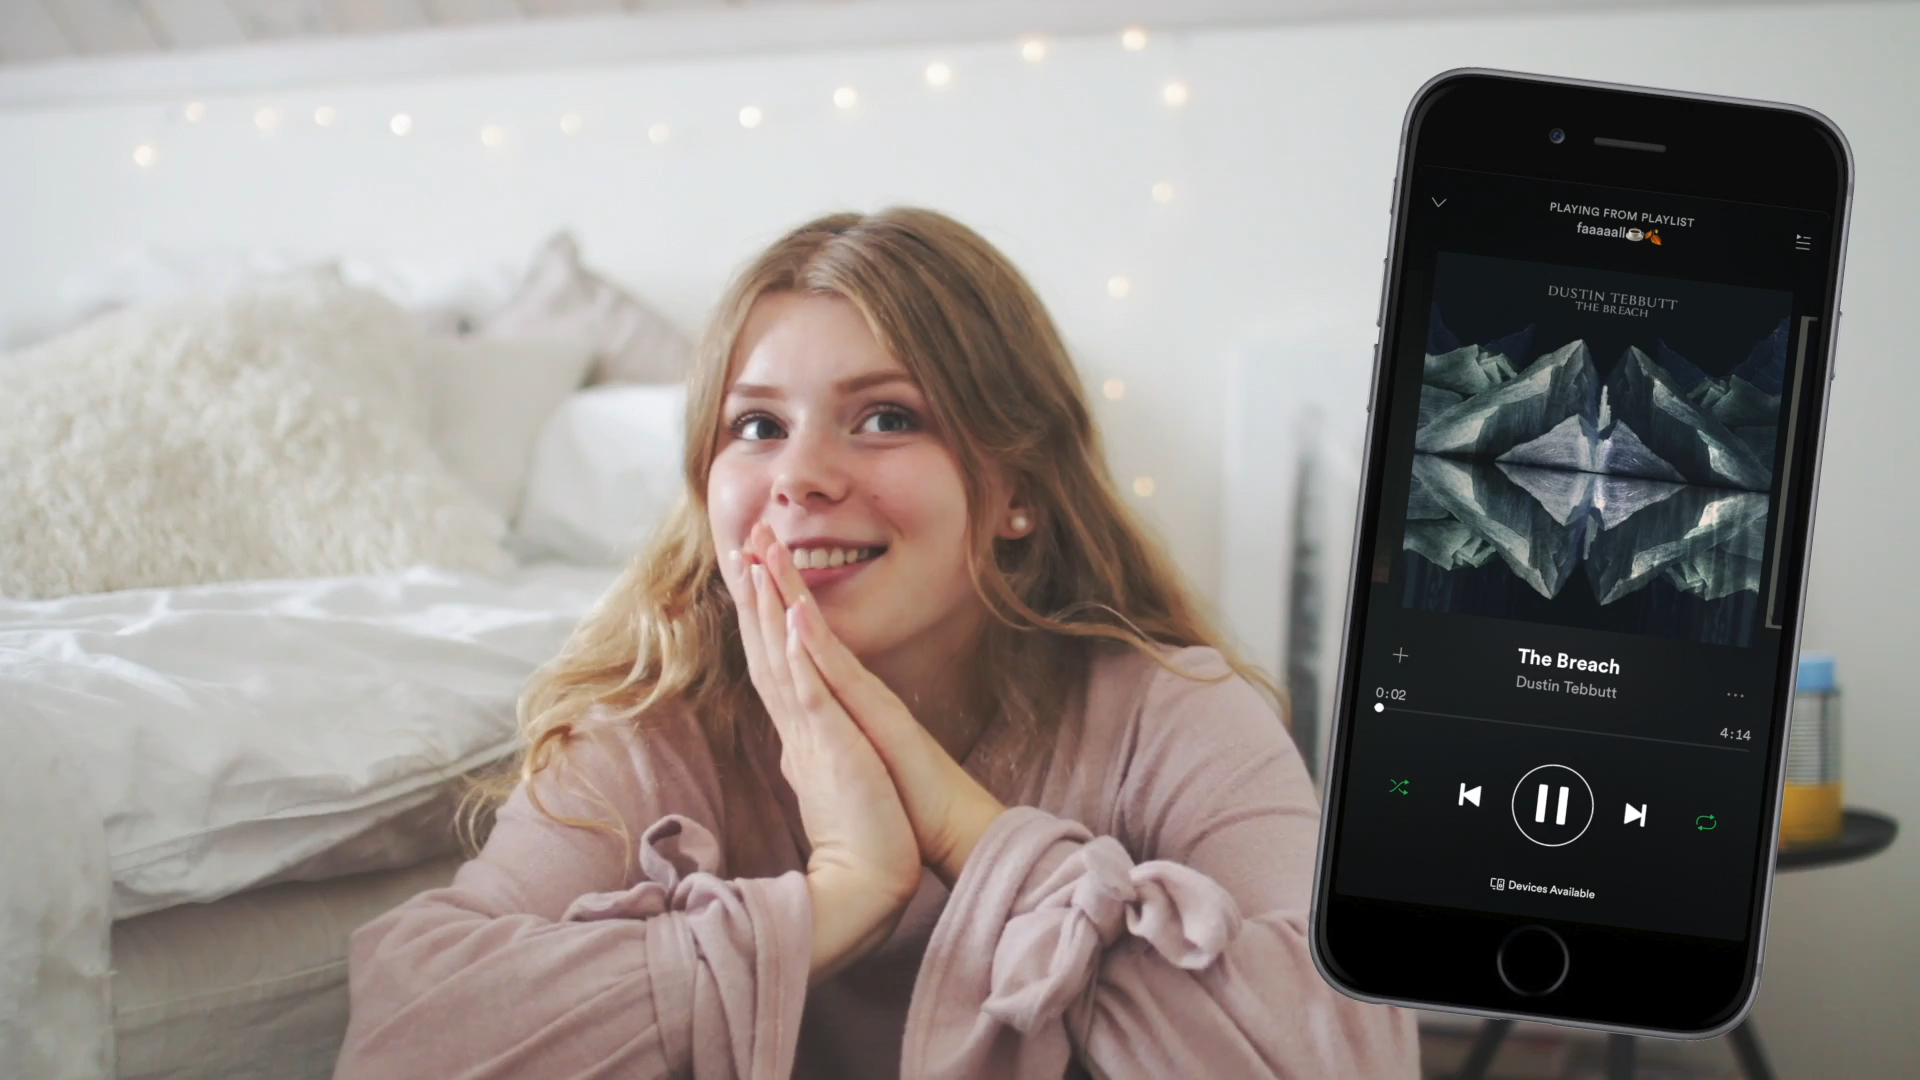 PLAYING FROM PLAYLIST
faaaaall☕🍂
DUSTIN TEBBUTT
THE BREACH
The Breach
Dustin Tebbutt
0:02
4:14
Devices Available